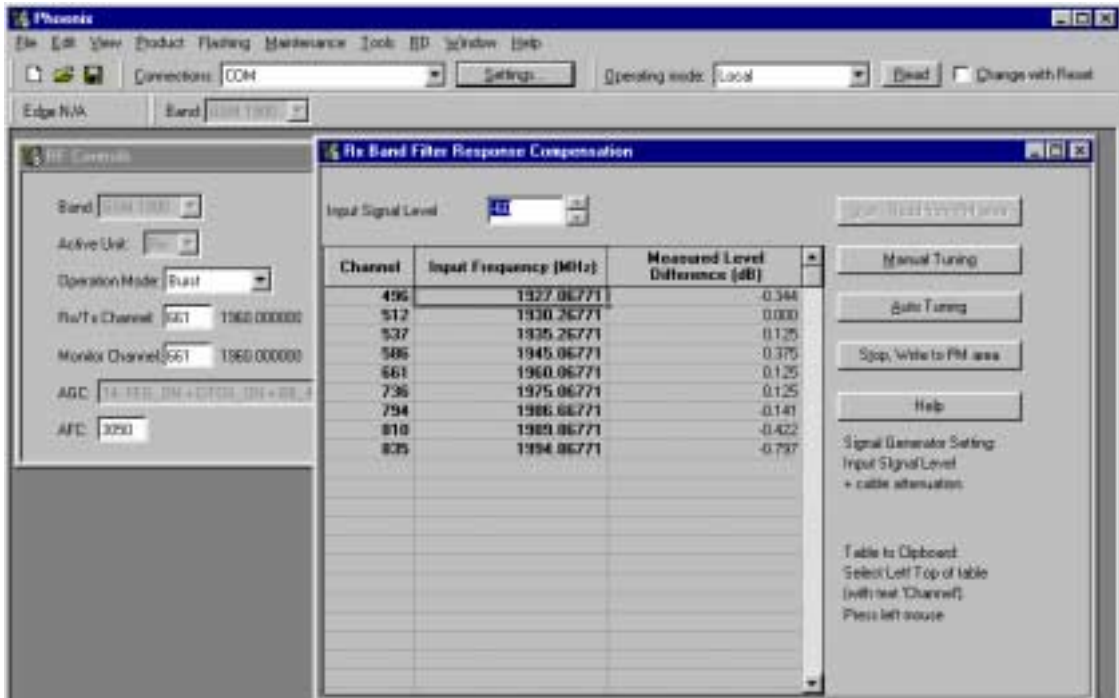 Phoenix
File Edit View Product Flashing Maintenance Tools BD Window Help
Connections: COM Settings... Operating mode: Local Read Change with Reset
Edge N/A Band GSM 1900
RF Controls
Band: GSM 1900
Active Unit:
Operation Mode: Burst
Rx/Tx Channel: 661 1960.000000
Monitor Channel: 661 1960.000000
AGC:
AFC:
Rx Band Filter Response Compensation
Input Signal Level -60
Channel Input Frequency (MHz) Measured Level Difference (dB)
496 1927.06771 -0.344
512 1930.26771 0.000
537 1935.26771 0.125
586 1945.06771 0.375
661 1960.06771 0.125
736 1975.06771 0.125
794 1986.66771 -0.141
810 1989.86771 -0.422
835 1994.86771 -0.797
Manual Tuning
Auto Tuning
Stop, Write to PM area
Help
Signal Generator Setting:
Input Signal Level
+ cable attenuation
Table to Clipboard:
Select Left Top of table
(with text 'Channel').
Press left mouse